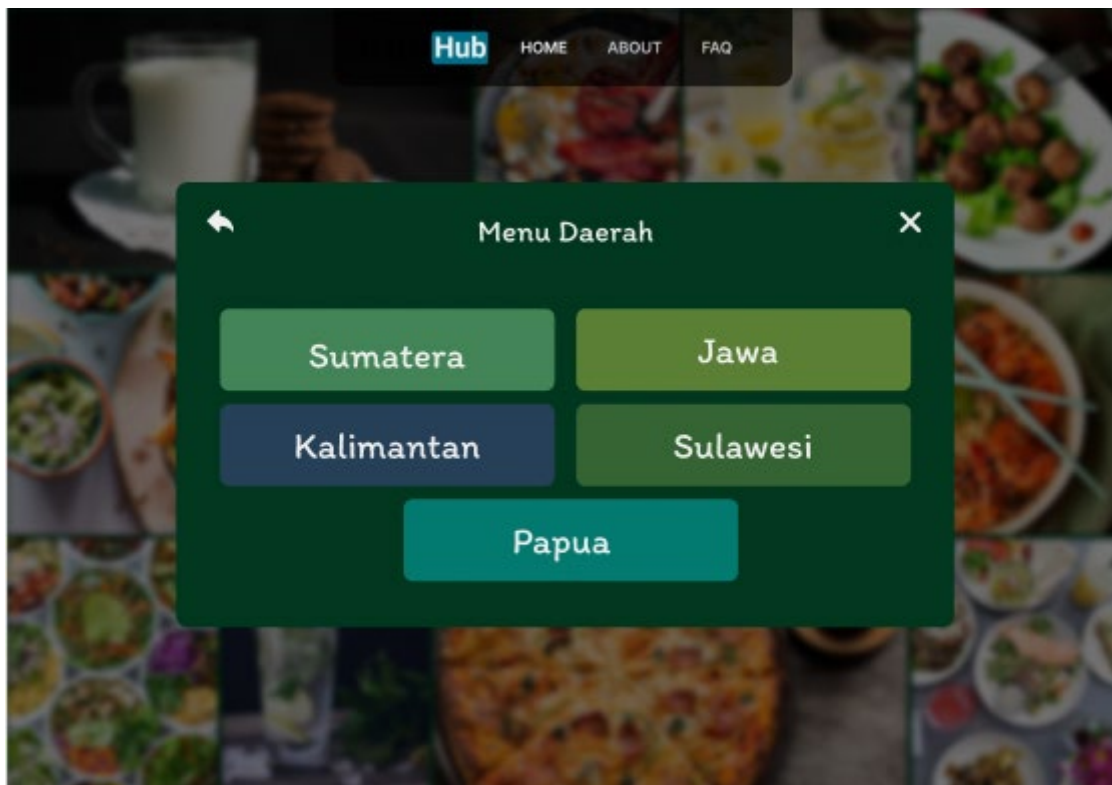 Hub HOME ABOUT FAQ
Menu Daerah
Sumatera Jawa
Kalimantan Sulawesi
Papua